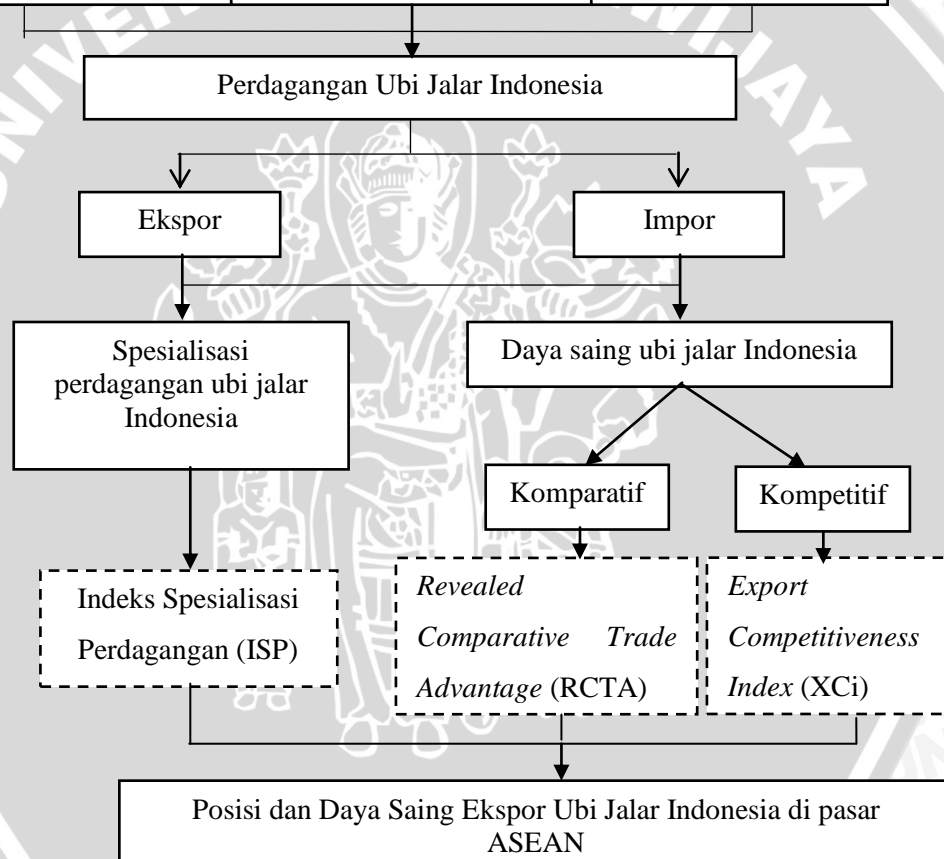 Perdagangan Ubi Jalar Indonesia
Ekspor
Impor
Spesialisasi
perdagangan ubi jalar
Indonesia
Daya saing ubi jalar Indonesia
Komparatif
Kompetitif
Indeks Spesialisasi
Perdagangan (ISP)
Revealed
Comparative Trade
Advantage (RCTA)
Export
Competitiveness
Index (XCi)
Posisi dan Daya Saing Ekspor Ubi Jalar Indonesia di pasar
ASEAN